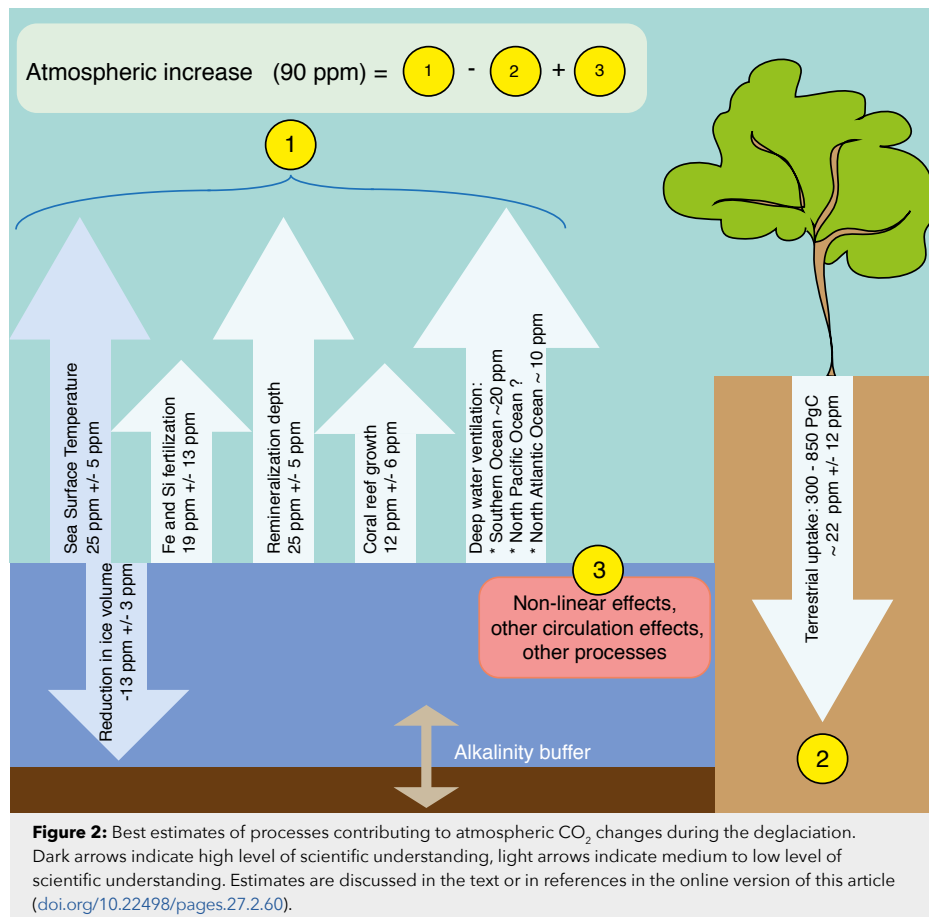 Atmospheric increase (90 ppm) = 1 - 2 + 3
1
Sea Surface Temperature
25 ppm +/- 5 ppm
Fe and Si fertilization
19 ppm +/- 13 ppm
Remineralization depth
25 ppm +/- 5 ppm
Coral reef growth
12 ppm +/- 6 ppm
Deep water ventilation:
* Southern Ocean ~20 ppm
* North Pacific Ocean ?
* North Atlantic Ocean ~ 10 ppm
Reduction in ice volume
-13 ppm +/- 3 ppm
3
Non-linear effects,
other circulation effects,
other processes
Terrestrial uptake: 300 - 850 PgC
~ 22 ppm +/- 12 ppm
2
Alkalinity buffer
Figure 2: Best estimates of processes contributing to atmospheric CO₂ changes during the deglaciation.
Dark arrows indicate high level of scientific understanding, light arrows indicate medium to low level of
scientific understanding. Estimates are discussed in the text or in references in the online version of this article
(doi.org/10.22498/pages.27.2.60).